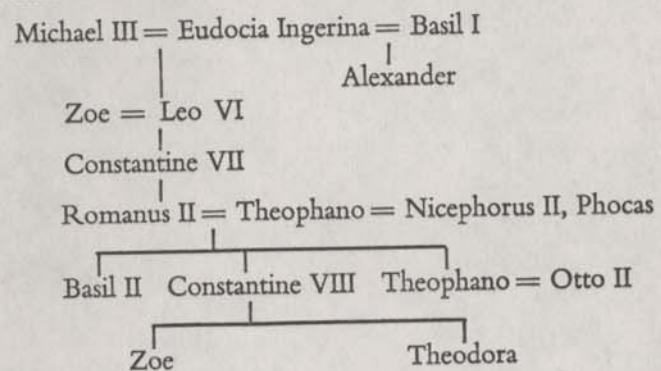 Michael III = Eudocia Ingerina = Basil I
Alexander
Zoe = Leo VI
Constantine VII
Romanus II = Theophano = Nicephorus II, Phocas
Basil II Constantine VIII Theophano = Otto II
Zoe Theodora